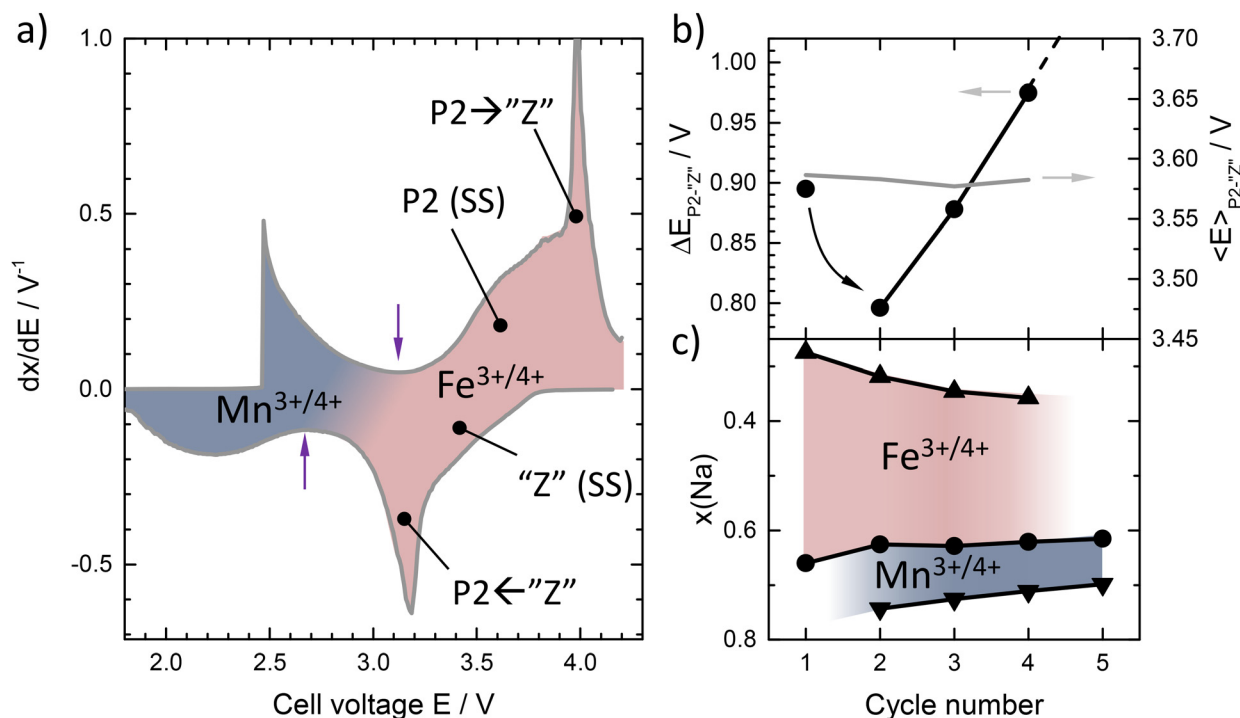 a)
dx/dE / V⁻¹
1.0
0.5
0.0
-0.5
P2→"Z"
P2 (SS)
Mn³⁺/⁴⁺
Fe³⁺/⁴⁺
"Z" (SS)
P2←"Z"
2.0 2.5 3.0 3.5 4.0
Cell voltage E / V
b)
ΔE_P2-"Z" / V
1.00
0.95
0.90
0.85
0.80
3.70
3.65
3.60
3.55
3.50
3.45
<E>_P2-"Z" / V
c)
x(Na)
0.4
0.6
0.8
Fe³⁺/⁴⁺
Mn³⁺/⁴⁺
1 2 3 4 5
Cycle number